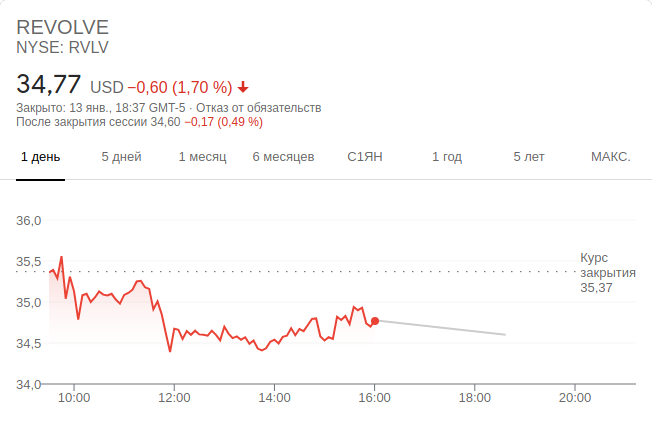 REVOLVE
NYSE: RVLV
34,77 USD −0,60 (1,70 %)
Закрыто: 13 янв., 18:37 GMT-5 · Отказ от обязательств
После закрытия сессии 34,60 −0,17 (0,49 %)
1 день 5 дней 1 месяц 6 месяцев С1ЯН 1 год 5 лет МАКС.
36,0
35,5
35,0
34,5
34,0
Курс
закрытия
35,37
10:00 12:00 14:00 16:00 18:00 20:00